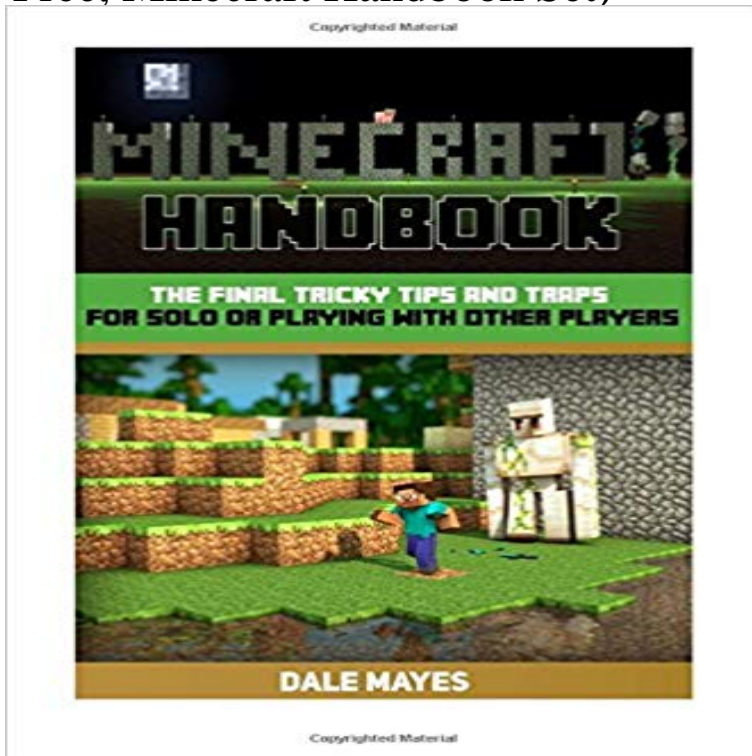 Copyrighted Material
MINECRAFT
HANDBOOK
THE FINAL TRICKY TIPS AND TRAPS
FOR SOLO OR PLAYING WITH OTHER PLAYERS
DALE MAYES
Copyrighted Material